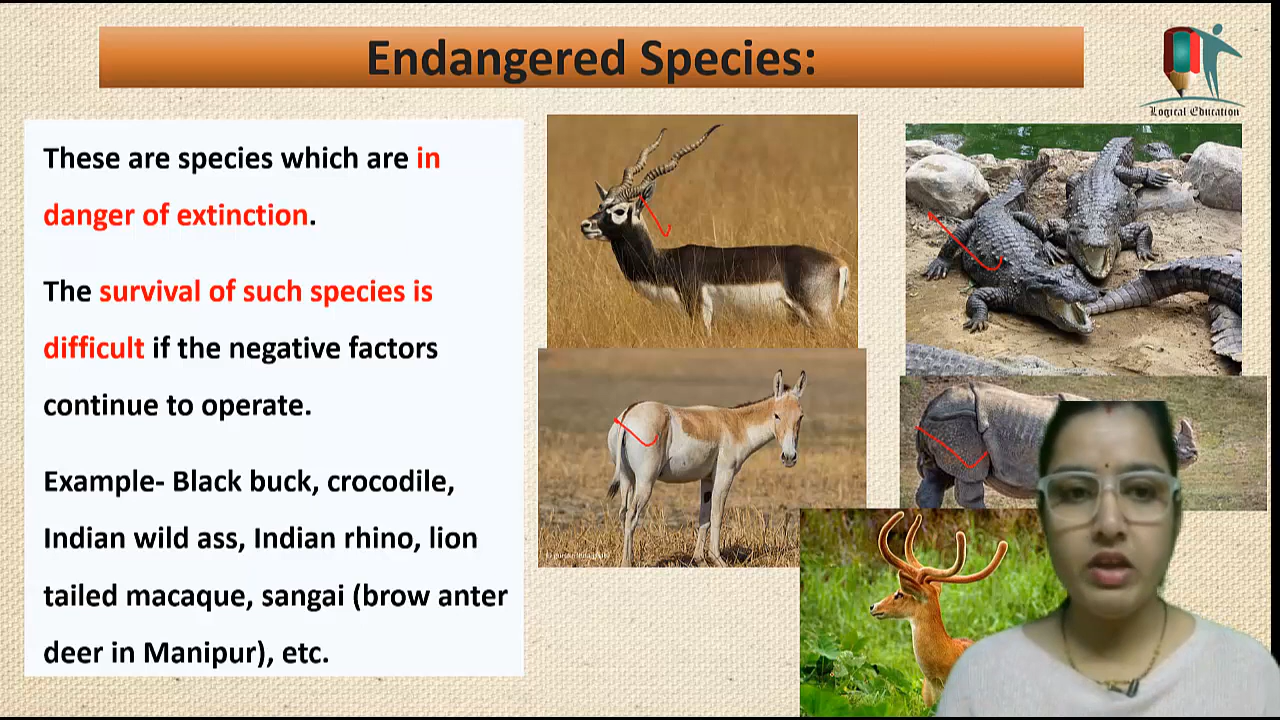 Endangered Species:
Logical Education
These are species which are in
danger of extinction.
The survival of such species is
difficult if the negative factors
continue to operate.
Example- Black buck, crocodile,
Indian wild ass, Indian rhino, lion
tailed macaque, sangai (brow anter
deer in Manipur), etc.